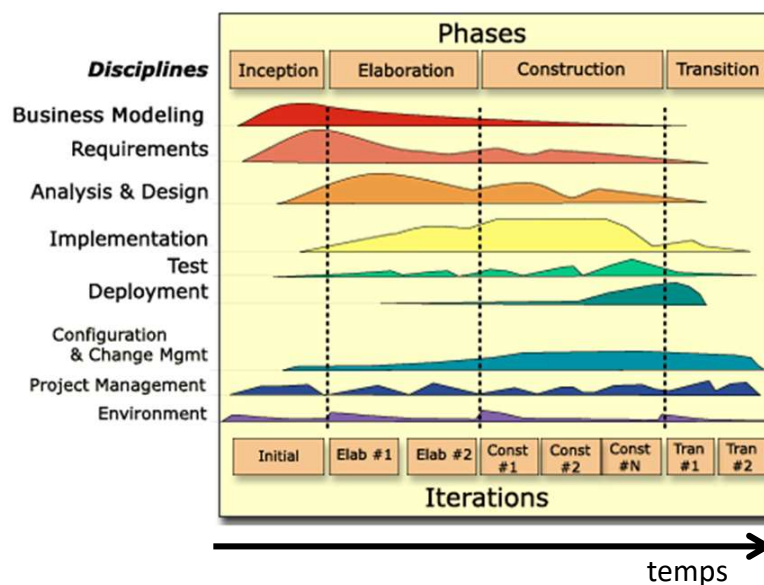 Phases
Disciplines Inception Elaboration Construction Transition
Business Modeling
Requirements
Analysis & Design
Implementation
Test
Deployment
Configuration
& Change Mgmt
Project Management
Environment
Initial Elab #1 Elab #2 Const #1 Const #2 Const #N Tran #1 Tran #2
Iterations
temps